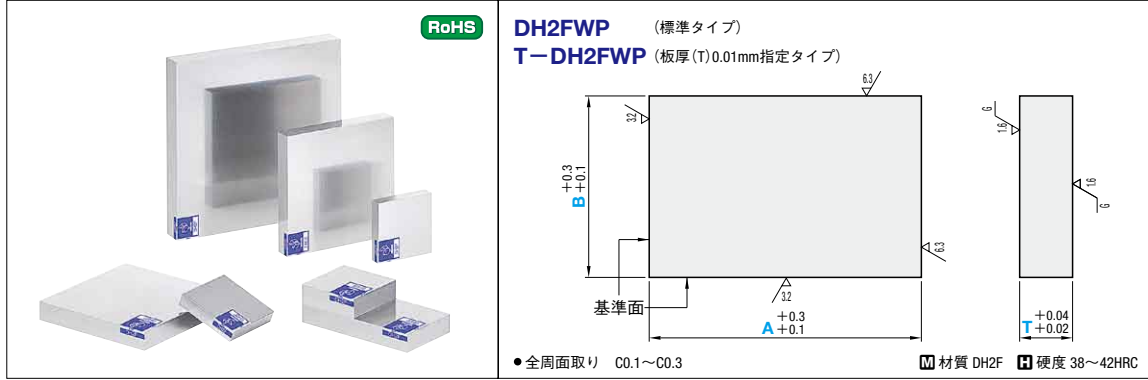 RoHS
DH2FWP (標準タイプ)
T－DH2FWP (板厚(T)0.01mm指定タイプ)
6.3
3.2
G
1.6
B +0.3 +0.1
1.6
G
6.3
基準面
3.2
A +0.3 +0.1
T +0.04 +0.02
●全周面取り C0.1～C0.3
M 材質 DH2F H 硬度 38～42HRC